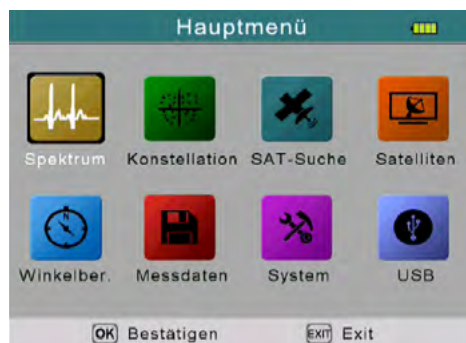 Hauptmenü
Spektrum Konstellation SAT-Suche Satelliten
N
Winkelber. Messdaten System USB
OK Bestätigen EXIT Exit